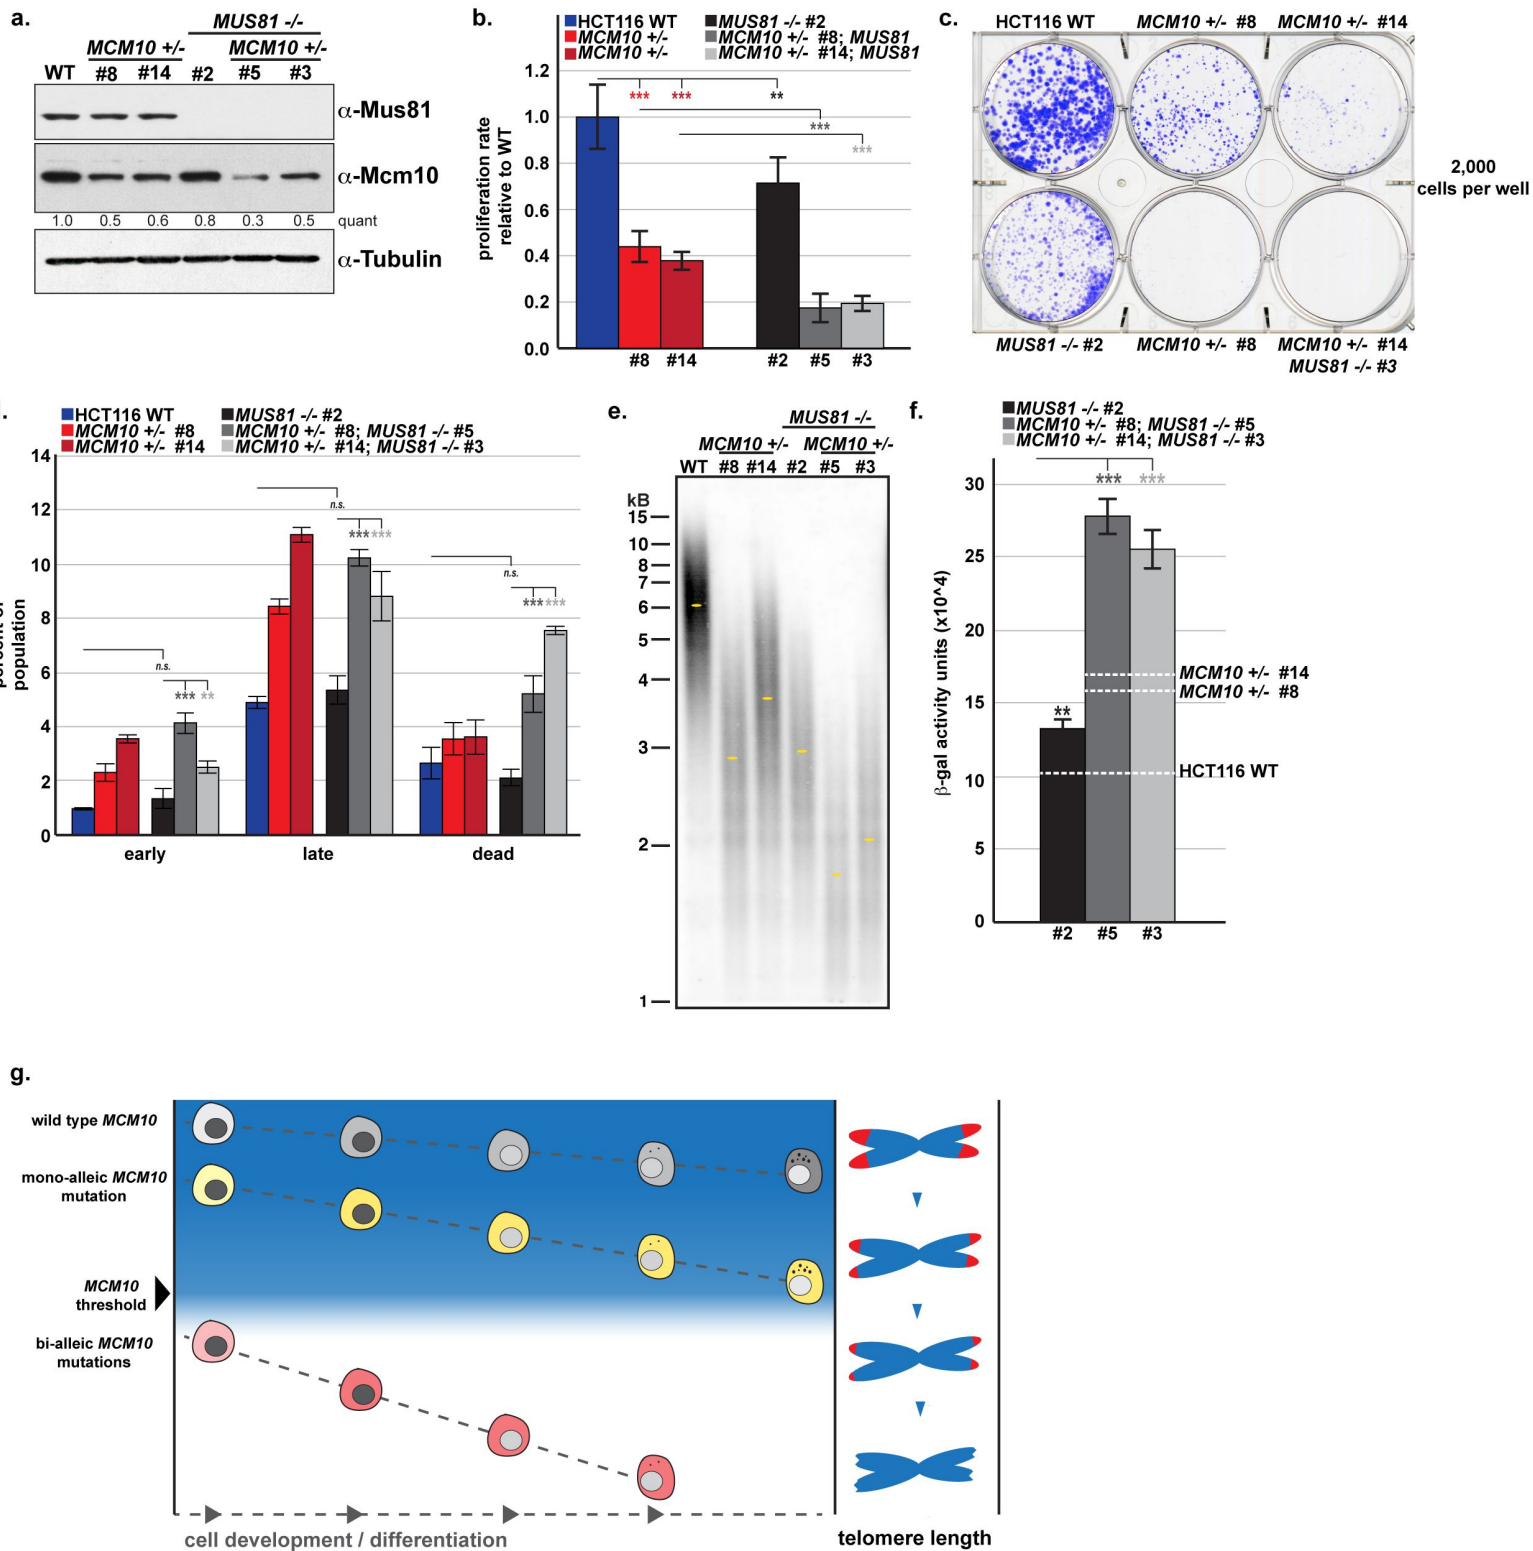 a.
MUS81 -/-
MCM10 +/- MCM10 +/-
WT #8 #14 #2 #5 #3
α-Mus81
α-Mcm10
1.0 0.5 0.6 0.8 0.3 0.5 quant
α-Tubulin
b.
HCT116 WT
MCM10 +/-
MCM10 +/-
MUS81 -/- #2
MCM10 +/- #8; MUS81
MCM10 +/- #14; MUS81
proliferation rate
relative to WT
1.2
1.0
0.8
0.6
0.4
0.2
0.0
*** *** **
***
***
#8 #14 #2 #5 #3
c.
HCT116 WT MCM10 +/- #8 MCM10 +/- #14
2,000
cells per well
MUS81 -/- #2 MCM10 +/- #8 MCM10 +/- #14
MUS81 -/- #3
HCT116 WT
MCM10 +/- #8
MCM10 +/- #14
MUS81 -/- #2
MCM10 +/- #8; MUS81 -/- #5
MCM10 +/- #14; MUS81 -/- #3
population
14
12
10
8
6
4
2
0
n.s.
*** **
n.s.
*** ***
n.s.
*** ***
early late dead
e.
MUS81 -/-
MCM10 +/- MCM10 +/-
WT #8 #14 #2 #5 #3
kB
15
10
8
7
6
5
4
3
2
1
f.
MUS81 -/- #2
MCM10 +/- #8; MUS81 -/- #5
MCM10 +/- #14; MUS81 -/- #3
β-gal activity units (x10^4)
30
25
20
15
10
5
0
*** ***
**
MCM10 +/- #14
MCM10 +/- #8
HCT116 WT
#2 #5 #3
g.
wild type MCM10
mono-alleic MCM10
mutation
MCM10
threshold
bi-alleic MCM10
mutations
cell development / differentiation
telomere length